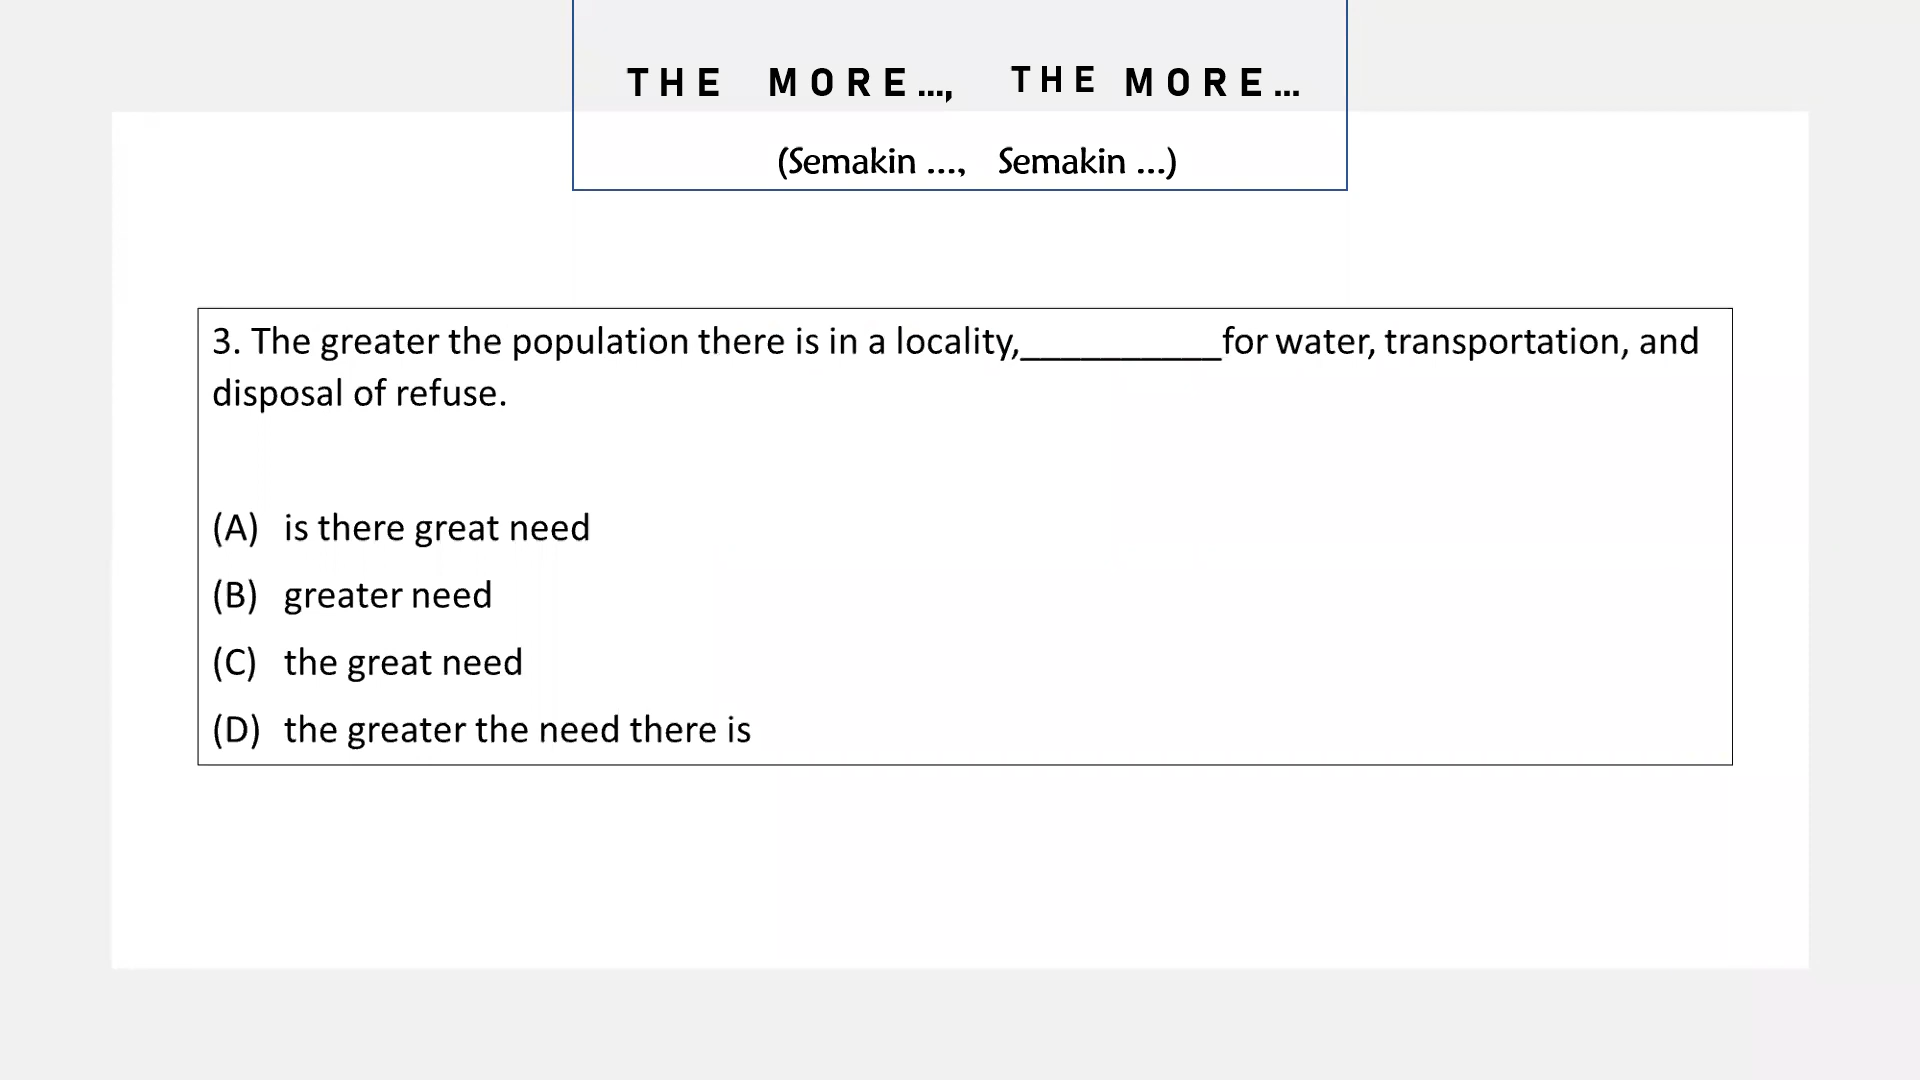 THE MORE…, THE MORE…
(Semakin …, Semakin …)
3. The greater the population there is in a locality,__________for water, transportation, and
disposal of refuse.
(A) is there great need
(B) greater need
(C) the great need
(D) the greater the need there is